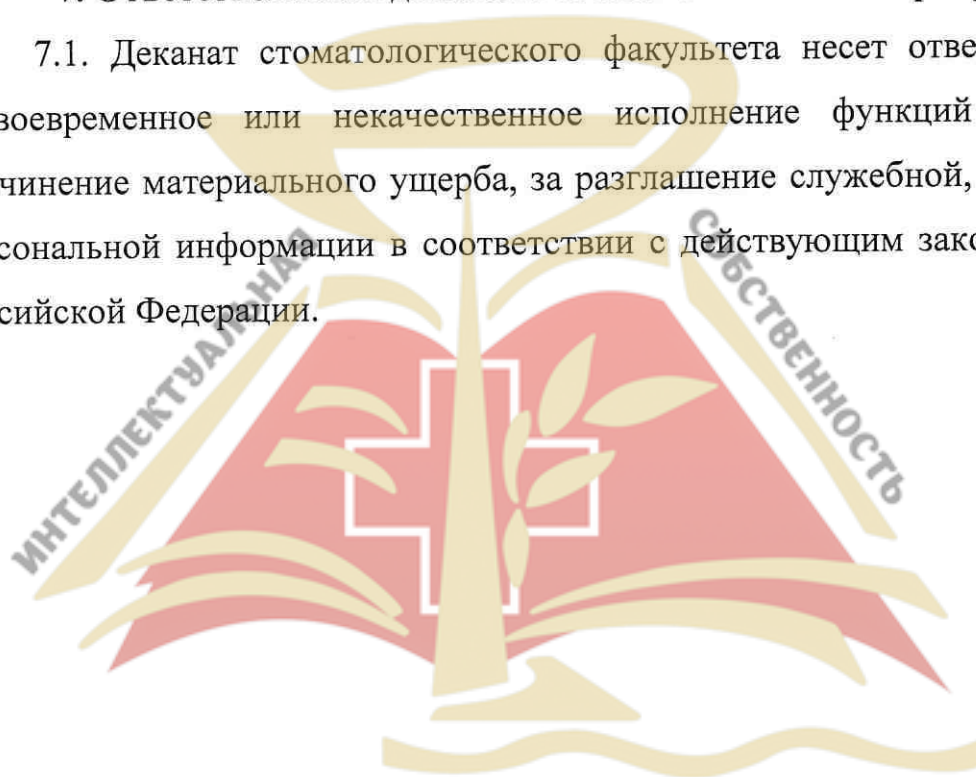 7.1. Деканат стоматологического факультета несет отве
воевременное или некачественное исполнение функций
чинение материального ущерба, за разглашение служебной,
сональной информации в соответствии с действующим зако
сийской Федерации.
ИНТЕЛЛЕКТУАЛЬНАЯ
СОБСТВЕННОСТЬ